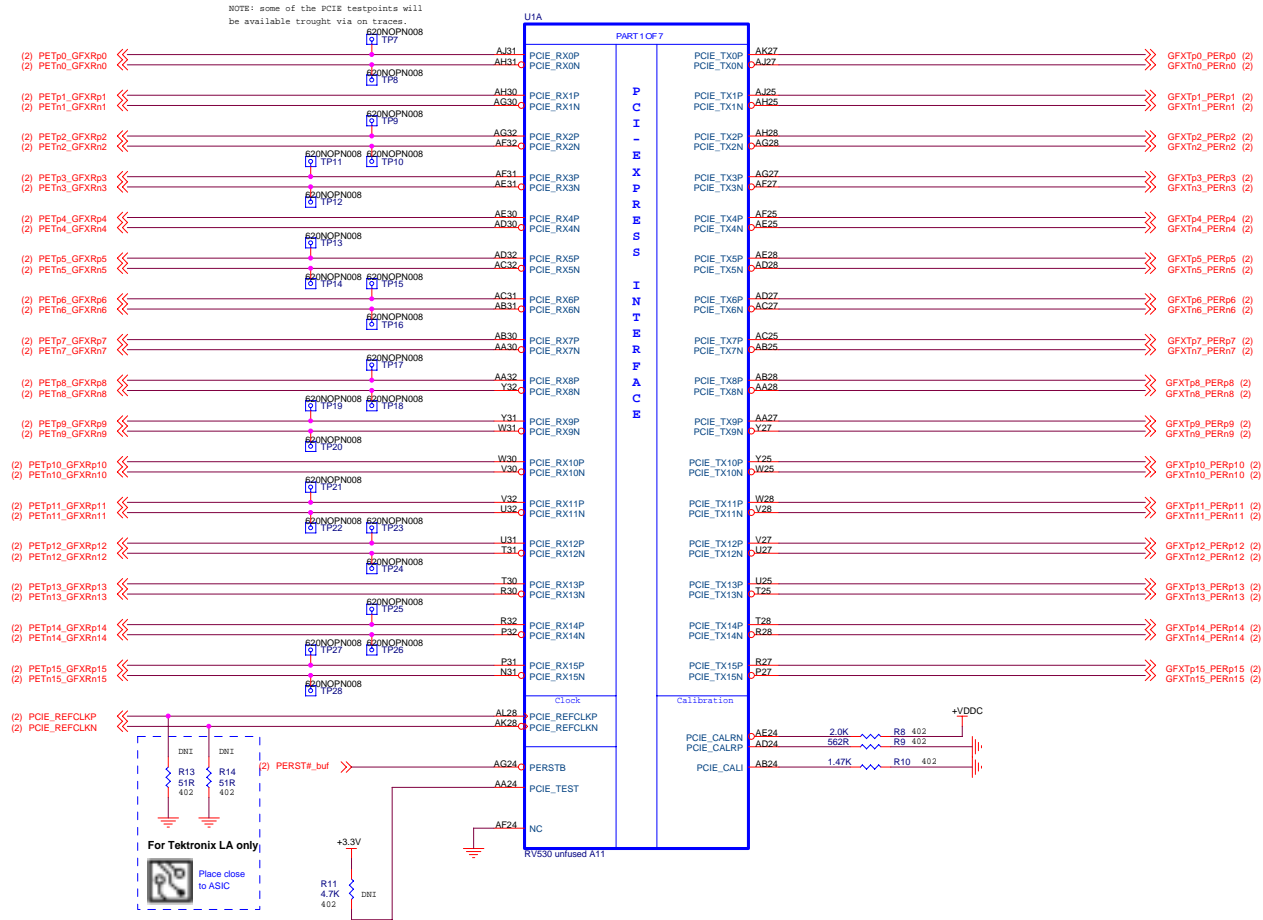 NOTE: some of the PCIE testpoints will
be available trought via on traces.
U1A
PART 1 OF 7
PCI-EXPRESS INTERFACE
620NOPN008
TP7
(2) PETp0_GFXRp0 AJ31 PCIE_RX0P PCIE_TX0P AK27 GFXTp0_PERp0 (2)
(2) PETn0_GFXRn0 AH31 PCIE_RX0N PCIE_TX0N AJ27 GFXTn0_PERn0 (2)
620NOPN008
TP8
(2) PETp1_GFXRp1 AH30 PCIE_RX1P PCIE_TX1P AJ25 GFXTp1_PERp1 (2)
(2) PETn1_GFXRn1 AG30 PCIE_RX1N PCIE_TX1N AH25 GFXTn1_PERn1 (2)
620NOPN008
TP9
(2) PETp2_GFXRp2 AG32 PCIE_RX2P PCIE_TX2P AH28 GFXTp2_PERp2 (2)
(2) PETn2_GFXRn2 AF32 PCIE_RX2N PCIE_TX2N AG28 GFXTn2_PERn2 (2)
620NOPN008 620NOPN008
TP11 TP10
(2) PETp3_GFXRp3 AF31 PCIE_RX3P PCIE_TX3P AG27 GFXTp3_PERp3 (2)
(2) PETn3_GFXRn3 AE31 PCIE_RX3N PCIE_TX3N AF27 GFXTn3_PERn3 (2)
620NOPN008
TP12
(2) PETp4_GFXRp4 AE30 PCIE_RX4P PCIE_TX4P AF25 GFXTp4_PERp4 (2)
(2) PETn4_GFXRn4 AD30 PCIE_RX4N PCIE_TX4N AE25 GFXTn4_PERn4 (2)
620NOPN008
TP13
(2) PETp5_GFXRp5 AD32 PCIE_RX5P PCIE_TX5P AE28 GFXTp5_PERp5 (2)
(2) PETn5_GFXRn5 AC32 PCIE_RX5N PCIE_TX5N AD28 GFXTn5_PERn5 (2)
620NOPN008 620NOPN008
TP14 TP15
(2) PETp6_GFXRp6 AC31 PCIE_RX6P PCIE_TX6P AD27 GFXTp6_PERp6 (2)
(2) PETn6_GFXRn6 AB31 PCIE_RX6N PCIE_TX6N AC27 GFXTn6_PERn6 (2)
620NOPN008
TP16
(2) PETp7_GFXRp7 AB30 PCIE_RX7P PCIE_TX7P AC25 GFXTp7_PERp7 (2)
(2) PETn7_GFXRn7 AA30 PCIE_RX7N PCIE_TX7N AB25 GFXTn7_PERn7 (2)
620NOPN008
TP17
(2) PETp8_GFXRp8 AA32 PCIE_RX8P PCIE_TX8P AB28 GFXTp8_PERp8 (2)
(2) PETn8_GFXRn8 Y32 PCIE_RX8N PCIE_TX8N AA28 GFXTn8_PERn8 (2)
620NOPN008 620NOPN008
TP19 TP18
(2) PETp9_GFXRp9 Y31 PCIE_RX9P PCIE_TX9P AA27 GFXTp9_PERp9 (2)
(2) PETn9_GFXRn9 W31 PCIE_RX9N PCIE_TX9N Y27 GFXTn9_PERn9 (2)
620NOPN008
TP20
(2) PETp10_GFXRp10 W30 PCIE_RX10P PCIE_TX10P Y25 GFXTp10_PERp10 (2)
(2) PETn10_GFXRn10 V30 PCIE_RX10N PCIE_TX10N W25 GFXTn10_PERn10 (2)
620NOPN008
TP21
(2) PETp11_GFXRp11 V32 PCIE_RX11P PCIE_TX11P W28 GFXTp11_PERp11 (2)
(2) PETn11_GFXRn11 U32 PCIE_RX11N PCIE_TX11N V28 GFXTn11_PERn11 (2)
620NOPN008 620NOPN008
TP22 TP23
(2) PETp12_GFXRp12 U31 PCIE_RX12P PCIE_TX12P V27 GFXTp12_PERp12 (2)
(2) PETn12_GFXRn12 T31 PCIE_RX12N PCIE_TX12N U27 GFXTn12_PERn12 (2)
620NOPN008
TP24
(2) PETp13_GFXRp13 T30 PCIE_RX13P PCIE_TX13P U25 GFXTp13_PERp13 (2)
(2) PETn13_GFXRn13 R30 PCIE_RX13N PCIE_TX13N T25 GFXTn13_PERn13 (2)
620NOPN008
TP25
(2) PETp14_GFXRp14 R32 PCIE_RX14P PCIE_TX14P T28 GFXTp14_PERp14 (2)
(2) PETn14_GFXRn14 P32 PCIE_RX14N PCIE_TX14N R28 GFXTn14_PERn14 (2)
620NOPN008 620NOPN008
TP27 TP26
(2) PETp15_GFXRp15 P31 PCIE_RX15P PCIE_TX15P R27 GFXTp15_PERp15 (2)
(2) PETn15_GFXRn15 N31 PCIE_RX15N PCIE_TX15N P27 GFXTn15_PERn15 (2)
620NOPN008
TP28
Clock Calibration
(2) PCIE_REFCLKP AL28 PCIE_REFCLKP
(2) PCIE_REFCLKN AK28 PCIE_REFCLKN
+VDDC
PCIE_CALRN AE24 2.0K R8 402
PCIE_CALRP AD24 562R R9 402
PCIE_CALI AB24 1.47K R10 402
DNI DNI
R13 R14
51R 51R
402 402
(2) PERST#_buf AG24 PERSTB
AA24 PCIE_TEST
AF24 NC
RV530 unfused A11
For Tektronix LA only
Place close
to ASIC
+3.3V
R11
4.7K DNI
402